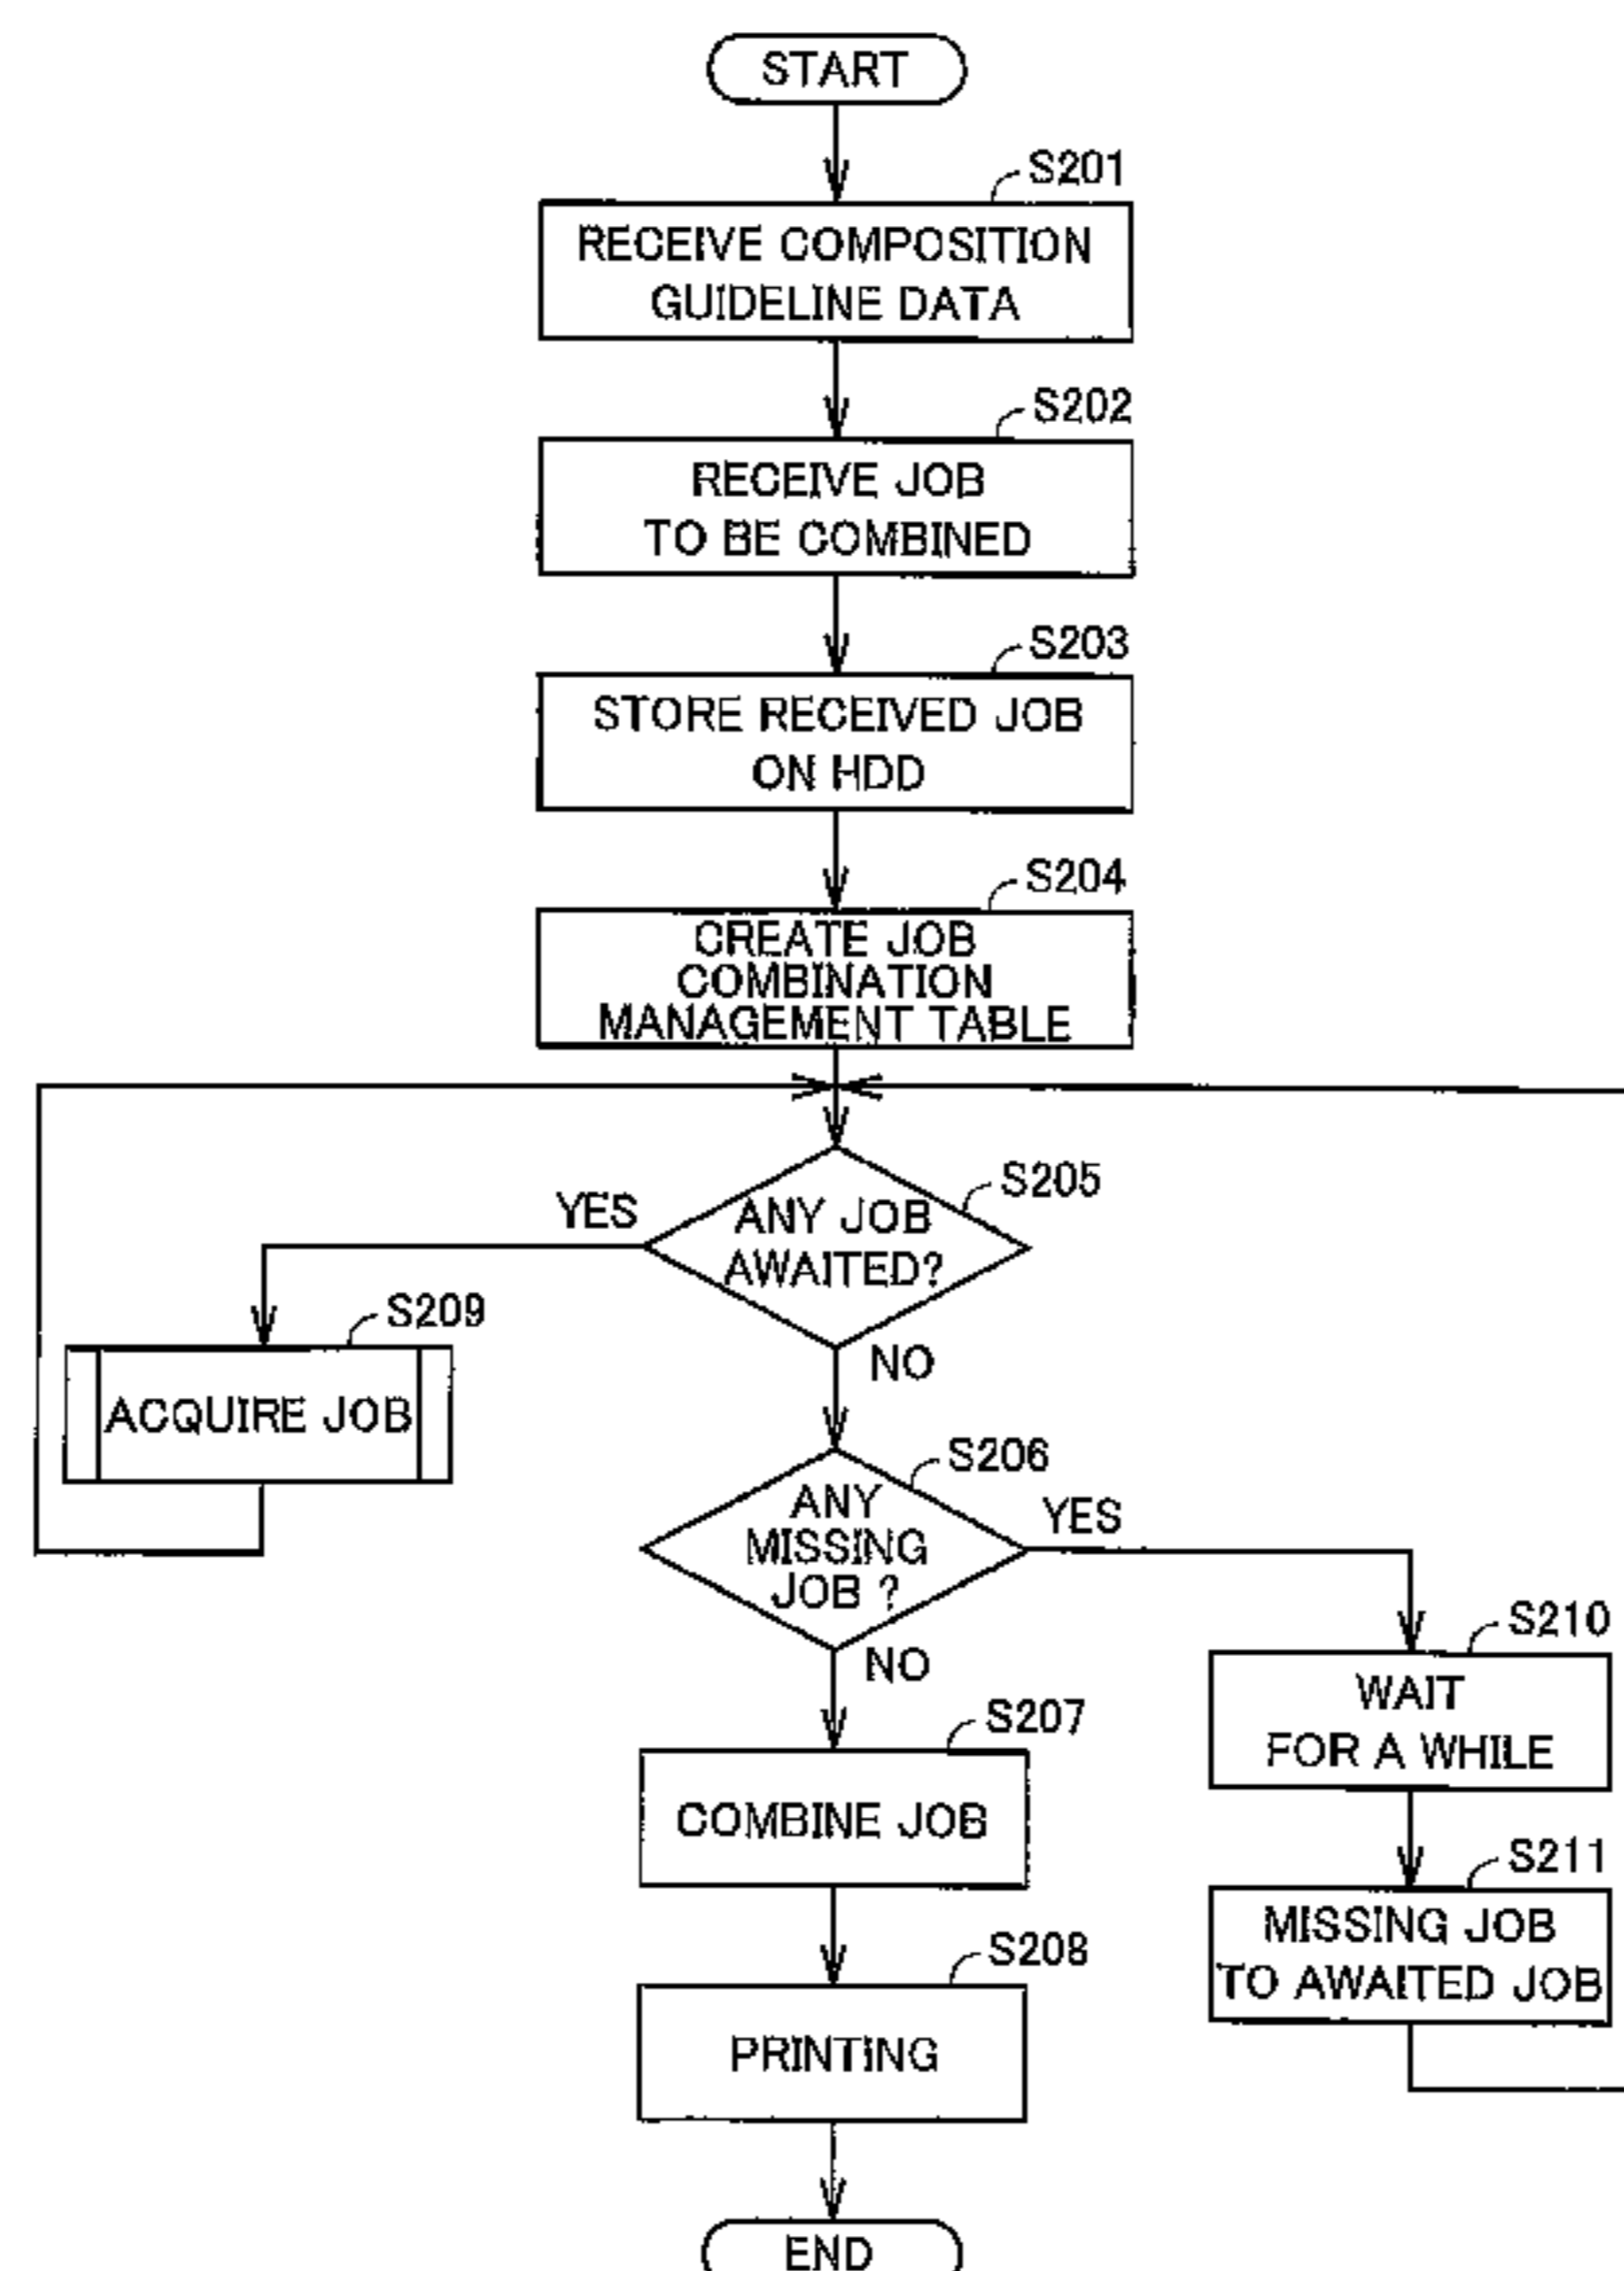 START
S201
RECEIVE COMPOSITION
GUIDELINE DATA
S202
RECEIVE JOB
TO BE COMBINED
S203
STORE RECEIVED JOB
ON HDD
S204
CREATE JOB
COMBINATION
MANAGEMENT TABLE
S205
YES
ANY JOB
AWAITED?
NO
S209
ACQUIRE JOB
S206
ANY
MISSING
JOB ?
YES
NO
S210
WAIT
FOR A WHILE
S207
COMBINE JOB
S211
MISSING JOB
TO AWAITED JOB
S208
PRINTING
END